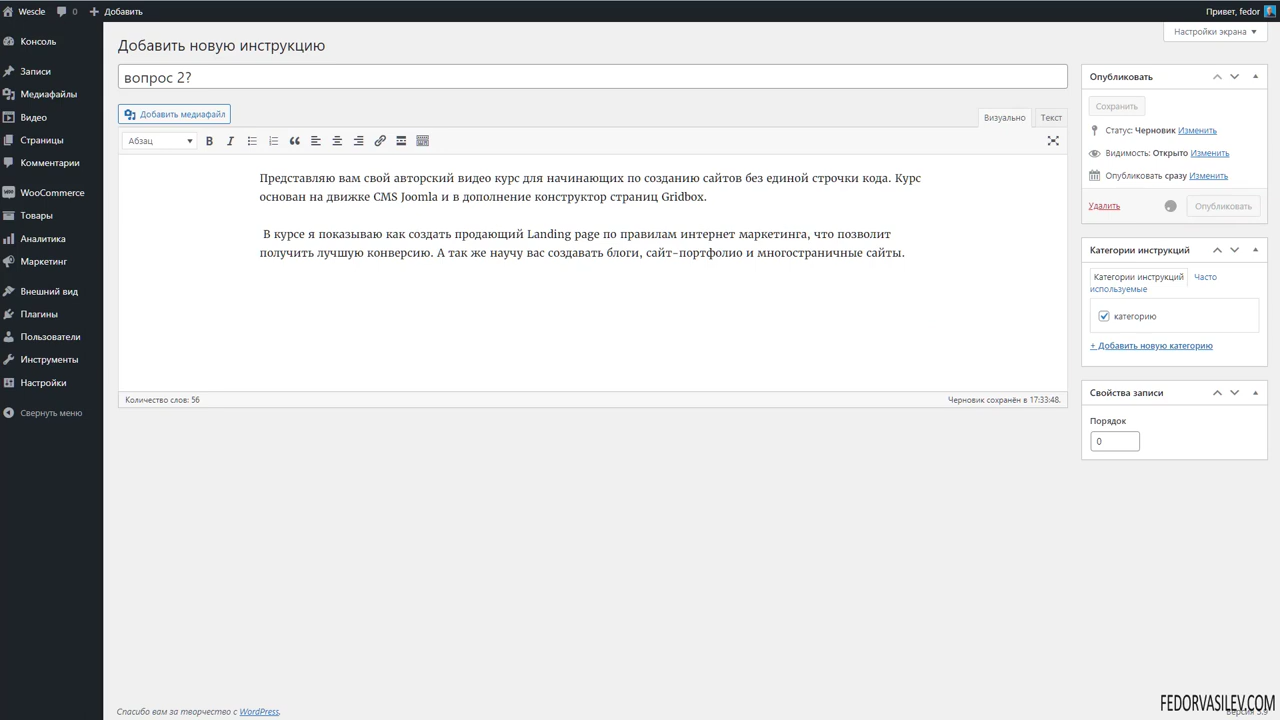 Wescle
0
Добавить
Привет, fedor
Консоль
Записи
Медиафайлы
Видео
Страницы
Комментарии
WooCommerce
Товары
Аналитика
Маркетинг
Внешний вид
Плагины
Пользователи
Инструменты
Настройки
Свернуть меню
Настройки экрана
Добавить новую инструкцию
вопрос 2?
Добавить медиафайл
Визуально
Текст
Абзац
Представляю вам свой авторский видео курс для начинающих по созданию сайтов без единой строчки кода. Курс
основан на движке CMS Joomla и в дополнение конструктор страниц Gridbox.
В курсе я показываю как создать продающий Landing page по правилам интернет маркетинга, что позволит
получить лучшую конверсию. А так же научу вас создавать блоги, сайт-портфолио и многостраничные сайты.
Количество слов: 56
Черновик сохранён в 17:33:48.
Опубликовать
Сохранить
Статус: Черновик Изменить
Видимость: Открыто Изменить
Опубликовать сразу Изменить
Удалить
Опубликовать
Категории инструкций
Категории инструкций
Часто
используемые
категорию
+ Добавить новую категорию
Свойства записи
Порядок
0
Спасибо вам за творчество с WordPress.
FEDORVASILEV.COM